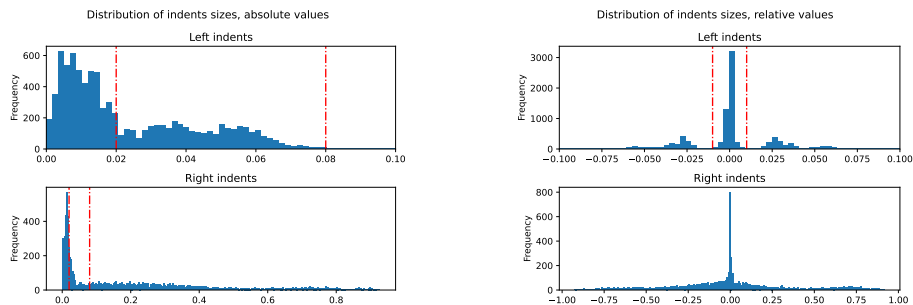 Distribution of indents sizes, absolute values
Left indents
Frequency
600
400
200
0
0.00 0.02 0.04 0.06 0.08 0.10
Right indents
Frequency
400
200
0
0.0 0.2 0.4 0.6 0.8
Distribution of indents sizes, relative values
Left indents
Frequency
3000
2000
1000
0
−0.100 −0.075 −0.050 −0.025 0.000 0.025 0.050 0.075 0.100
Right indents
Frequency
800
600
400
200
0
−1.00 −0.75 −0.50 −0.25 0.00 0.25 0.50 0.75 1.00